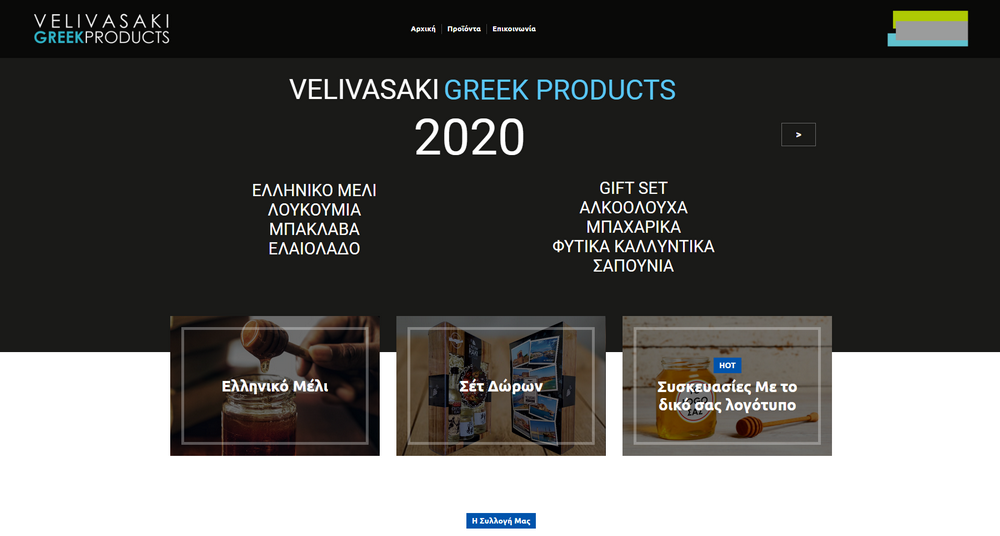 VELIVASAKI
GREEKPRODUCTS
Αρχική
Προϊόντα
Επικοινωνία
VELIVASAKI GREEK PRODUCTS
2020
>
ΕΛΛΗΝΙΚΟ ΜΕΛΙ
ΛΟΥΚΟΥΜΙΑ
ΜΠΑΚΛΑΒΑ
ΕΛΑΙΟΛΑΔΟ
GIFT SET
ΑΛΚΟΟΛΟΥΧΑ
ΜΠΑΧΑΡΙΚΑ
ΦΥΤΙΚΑ ΚΑΛΛΥΝΤΙΚΑ
ΣΑΠΟΥΝΙΑ
Ελληνικό Μέλι
Σέτ Δώρων
HOT
Συσκευασίες Με το
δικό σας λογότυπο
Η Συλλογή Μας